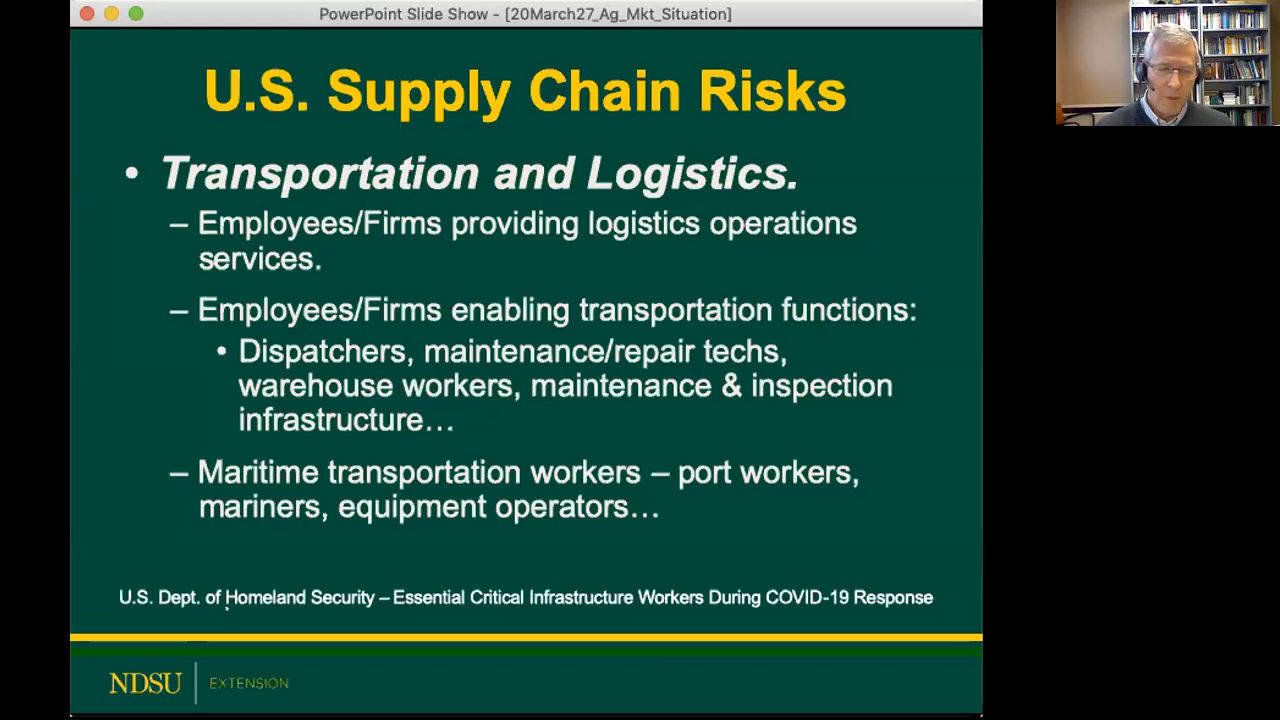 PowerPoint Slide Show - [20March27_Ag_Mkt_Situation]
U.S. Supply Chain Risks
• Transportation and Logistics.
– Employees/Firms providing logistics operations
services.
– Employees/Firms enabling transportation functions:
• Dispatchers, maintenance/repair techs,
warehouse workers, maintenance & inspection
infrastructure…
– Maritime transportation workers – port workers,
mariners, equipment operators…
U.S. Dept. of Homeland Security – Essential Critical Infrastructure Workers During COVID-19 Response
NDSU EXTENSION